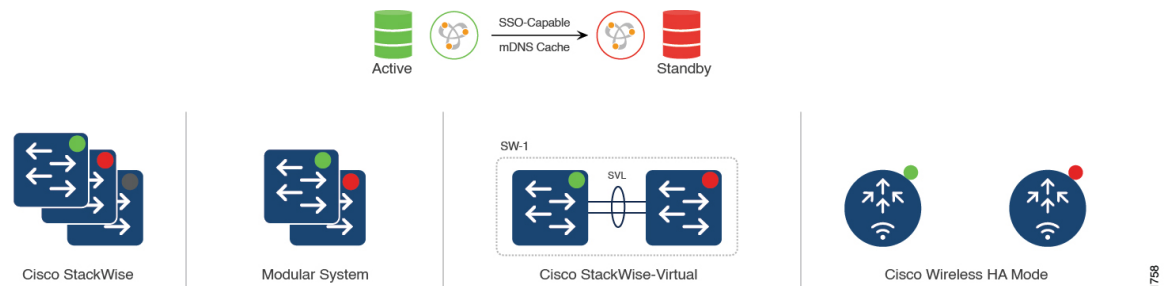 SSO-Capable
mDNS Cache
Active
Standby
SW-1
SVL
Cisco StackWise
Modular System
Cisco StackWise-Virtual
Cisco Wireless HA Mode
758